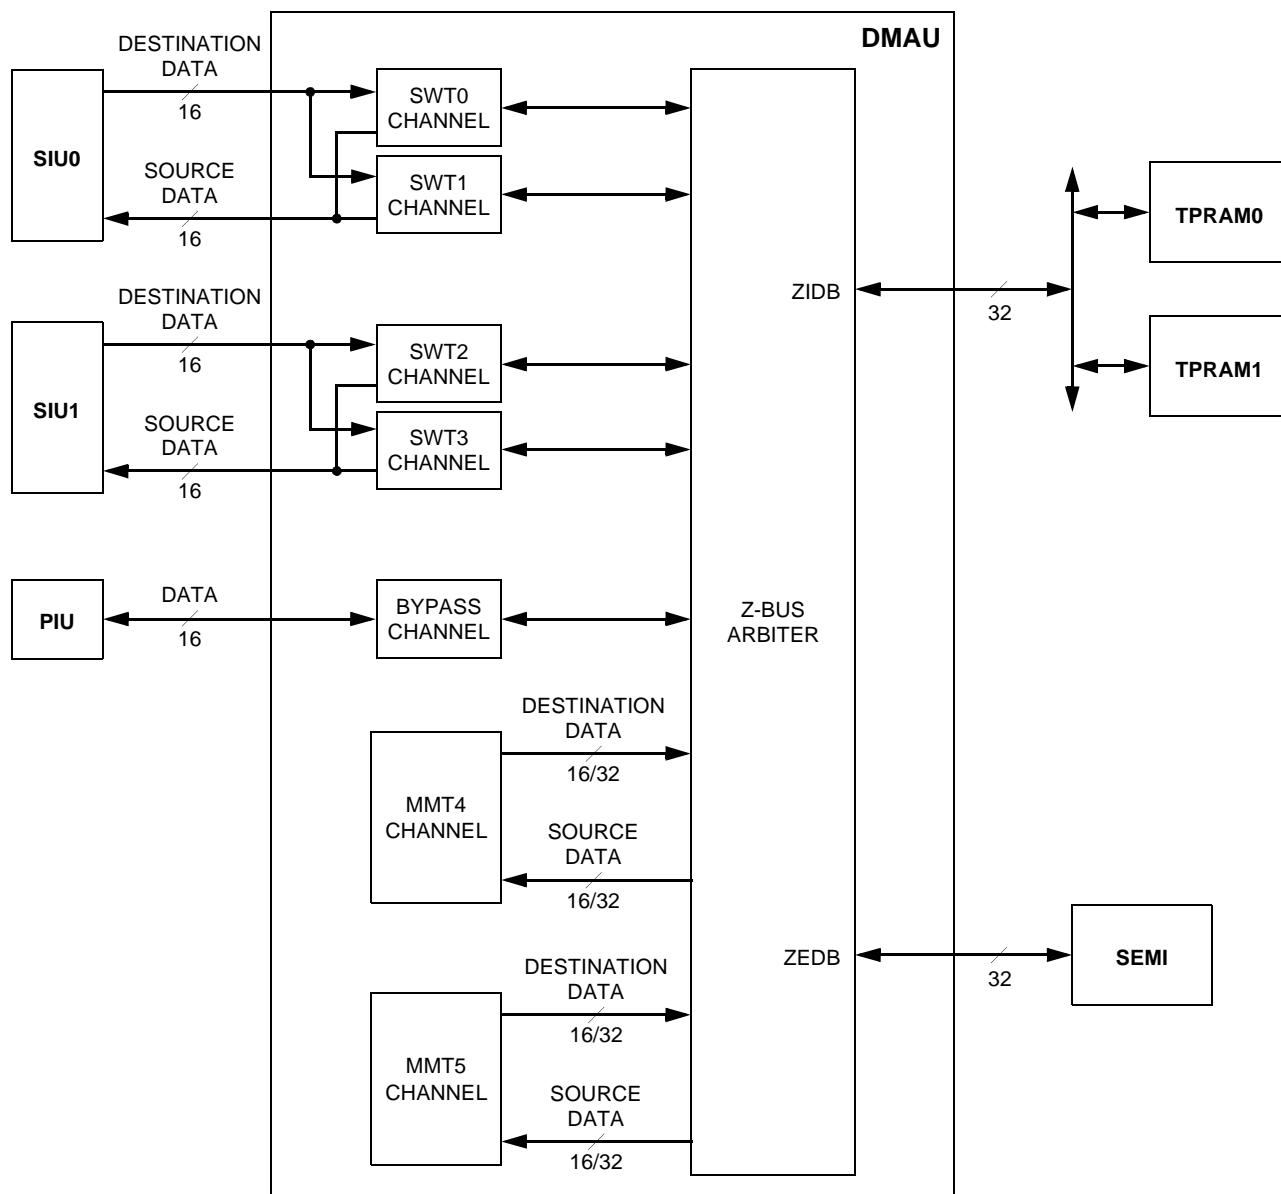 DMAU
DESTINATION
DATA
16
SIU0
SOURCE
DATA
16
SWT0
CHANNEL
SWT1
CHANNEL
DESTINATION
DATA
16
SIU1
SOURCE
DATA
16
SWT2
CHANNEL
SWT3
CHANNEL
PIU
DATA
16
BYPASS
CHANNEL
Z-BUS
ARBITER
MMT4
CHANNEL
DESTINATION
DATA
16/32
SOURCE
DATA
16/32
MMT5
CHANNEL
DESTINATION
DATA
16/32
SOURCE
DATA
16/32
ZIDB
32
TPRAM0
TPRAM1
ZEDB
32
SEMI